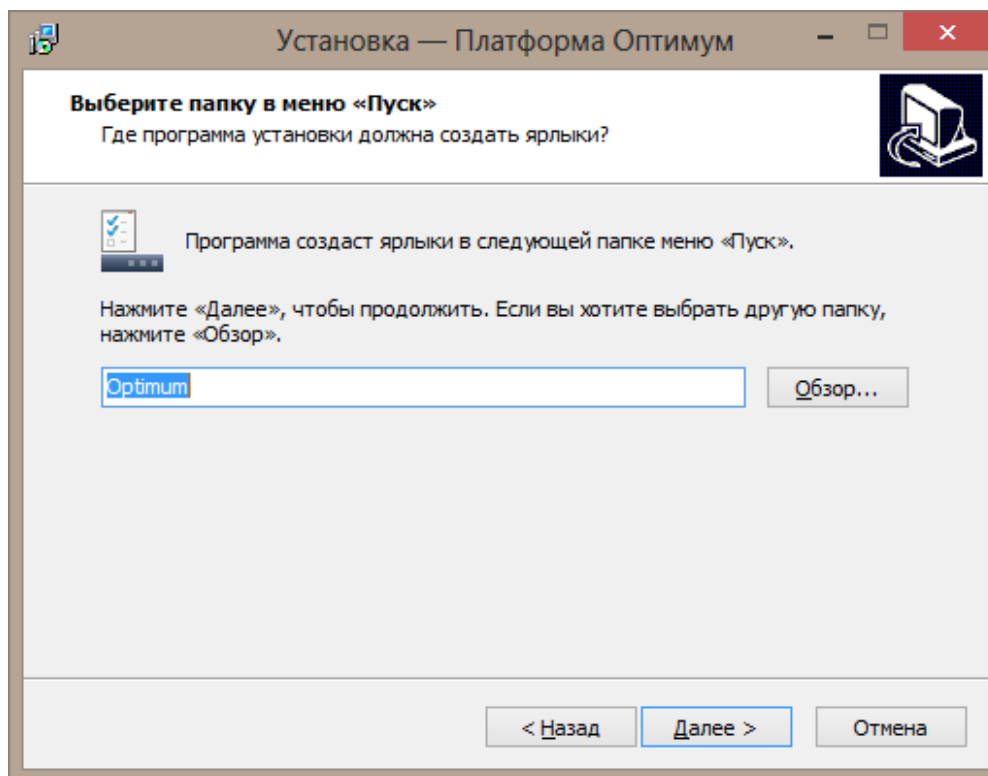 Установка — Платформа Оптимум
Выберите папку в меню «Пуск»
Где программа установки должна создать ярлыки?
Программа создаст ярлыки в следующей папке меню «Пуск».
Нажмите «Далее», чтобы продолжить. Если вы хотите выбрать другую папку,
нажмите «Обзор».
Optimum
Обзор...
< Назад
Далее >
Отмена